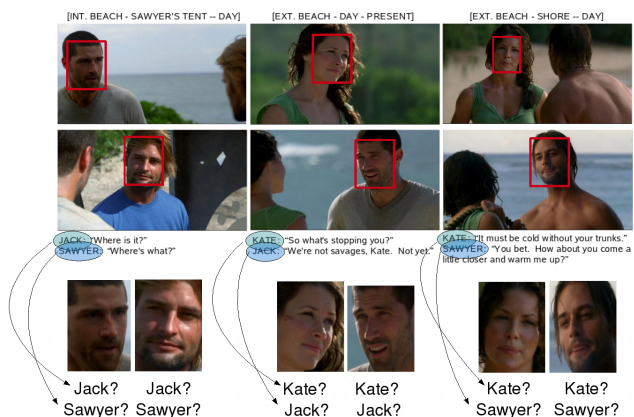 [INT. BEACH - SAWYER'S TENT -- DAY]
[EXT. BEACH - DAY - PRESENT]
[EXT. BEACH - SHORE -- DAY]
JACK: "Where is it?"
SAWYER: "Where's what?"
KATE: "So what's stopping you?"
JACK: "We're not savages, Kate. Not yet."
KATE: "It must be cold without your trunks."
SAWYER: "You bet. How about you come a
little closer and warm me up?"
Jack? Jack?
Sawyer? Sawyer?
Kate? Kate?
Jack? Jack?
Kate? Kate?
Sawyer? Sawyer?